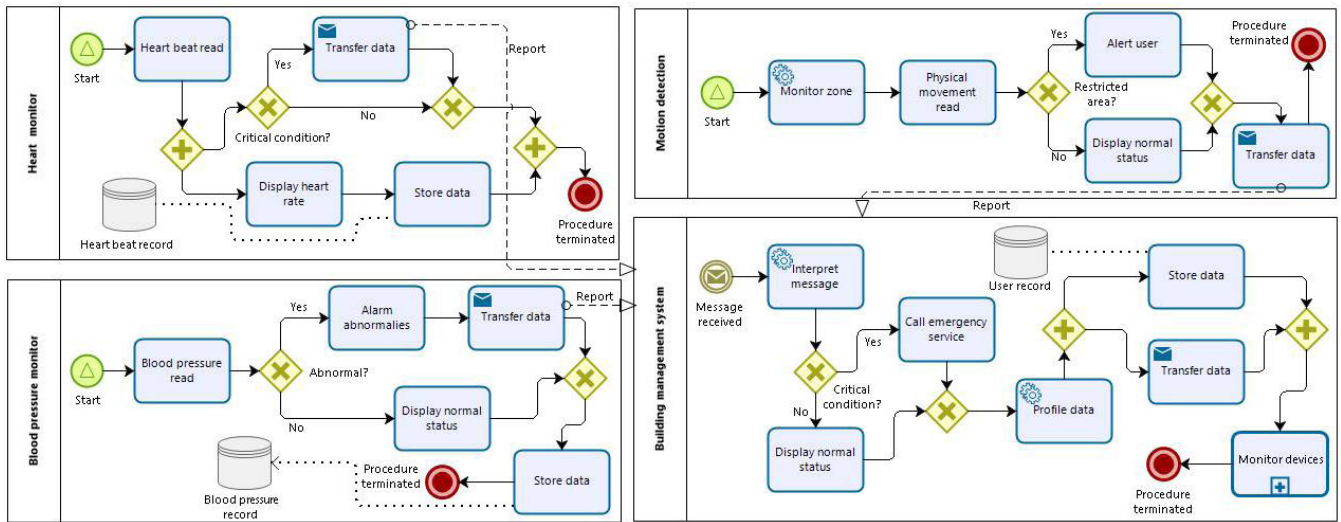 Heart monitor
Start
Heart beat read
Yes
Transfer data
Report
Critical condition?
No
Display heart
rate
Store data
Heart beat record
Procedure
terminated
Motion detection
Start
Monitor zone
Physical
movement
read
Yes
Alert user
Restricted
area?
No
Display normal
status
Transfer data
Procedure
terminated
Report
Blood pressure monitor
Start
Blood pressure
read
Yes
Alarm
abnormalies
Transfer data
Report
Abnormal?
No
Display normal
status
Store data
Procedure
terminated
Blood pressure
record
Building management system
Message
received
Interpret
message
Yes
Call emergency
service
Critical
condition?
No
Display normal
status
Profile data
User record
Store data
Transfer data
Monitor devices
Procedure
terminated